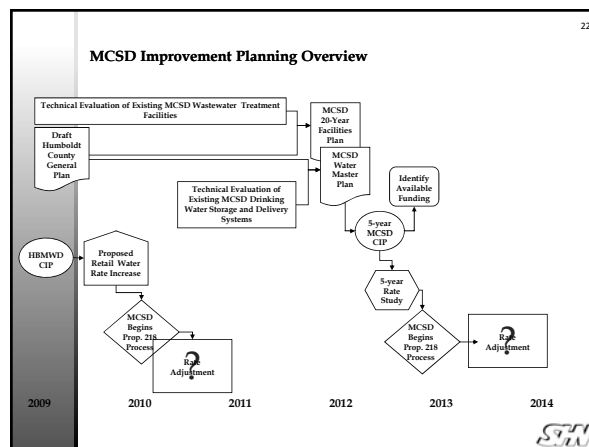 22
MCSD Improvement Planning Overview
Technical Evaluation of Existing MCSD Wastewater Treatment
Facilities
MCSD
20-Year
Facilities
Plan
Draft
Humboldt
County
General
Plan
MCSD
Water
Master
Plan
Identify
Available
Funding
Technical Evaluation of
Existing MCSD Drinking
Water Storage and Delivery
Systems
5-year
MCSD
CIP
HBMWD
CIP
Proposed
Retail Water
Rate Increase
5-year
Rate
Study
MCSD
Begins
Prop. 218
Process
?
Rate
Adjustment
MCSD
Begins
Prop. 218
Process
?
Rate
Adjustment
2009 2010 2011 2012 2013 2014
SHN